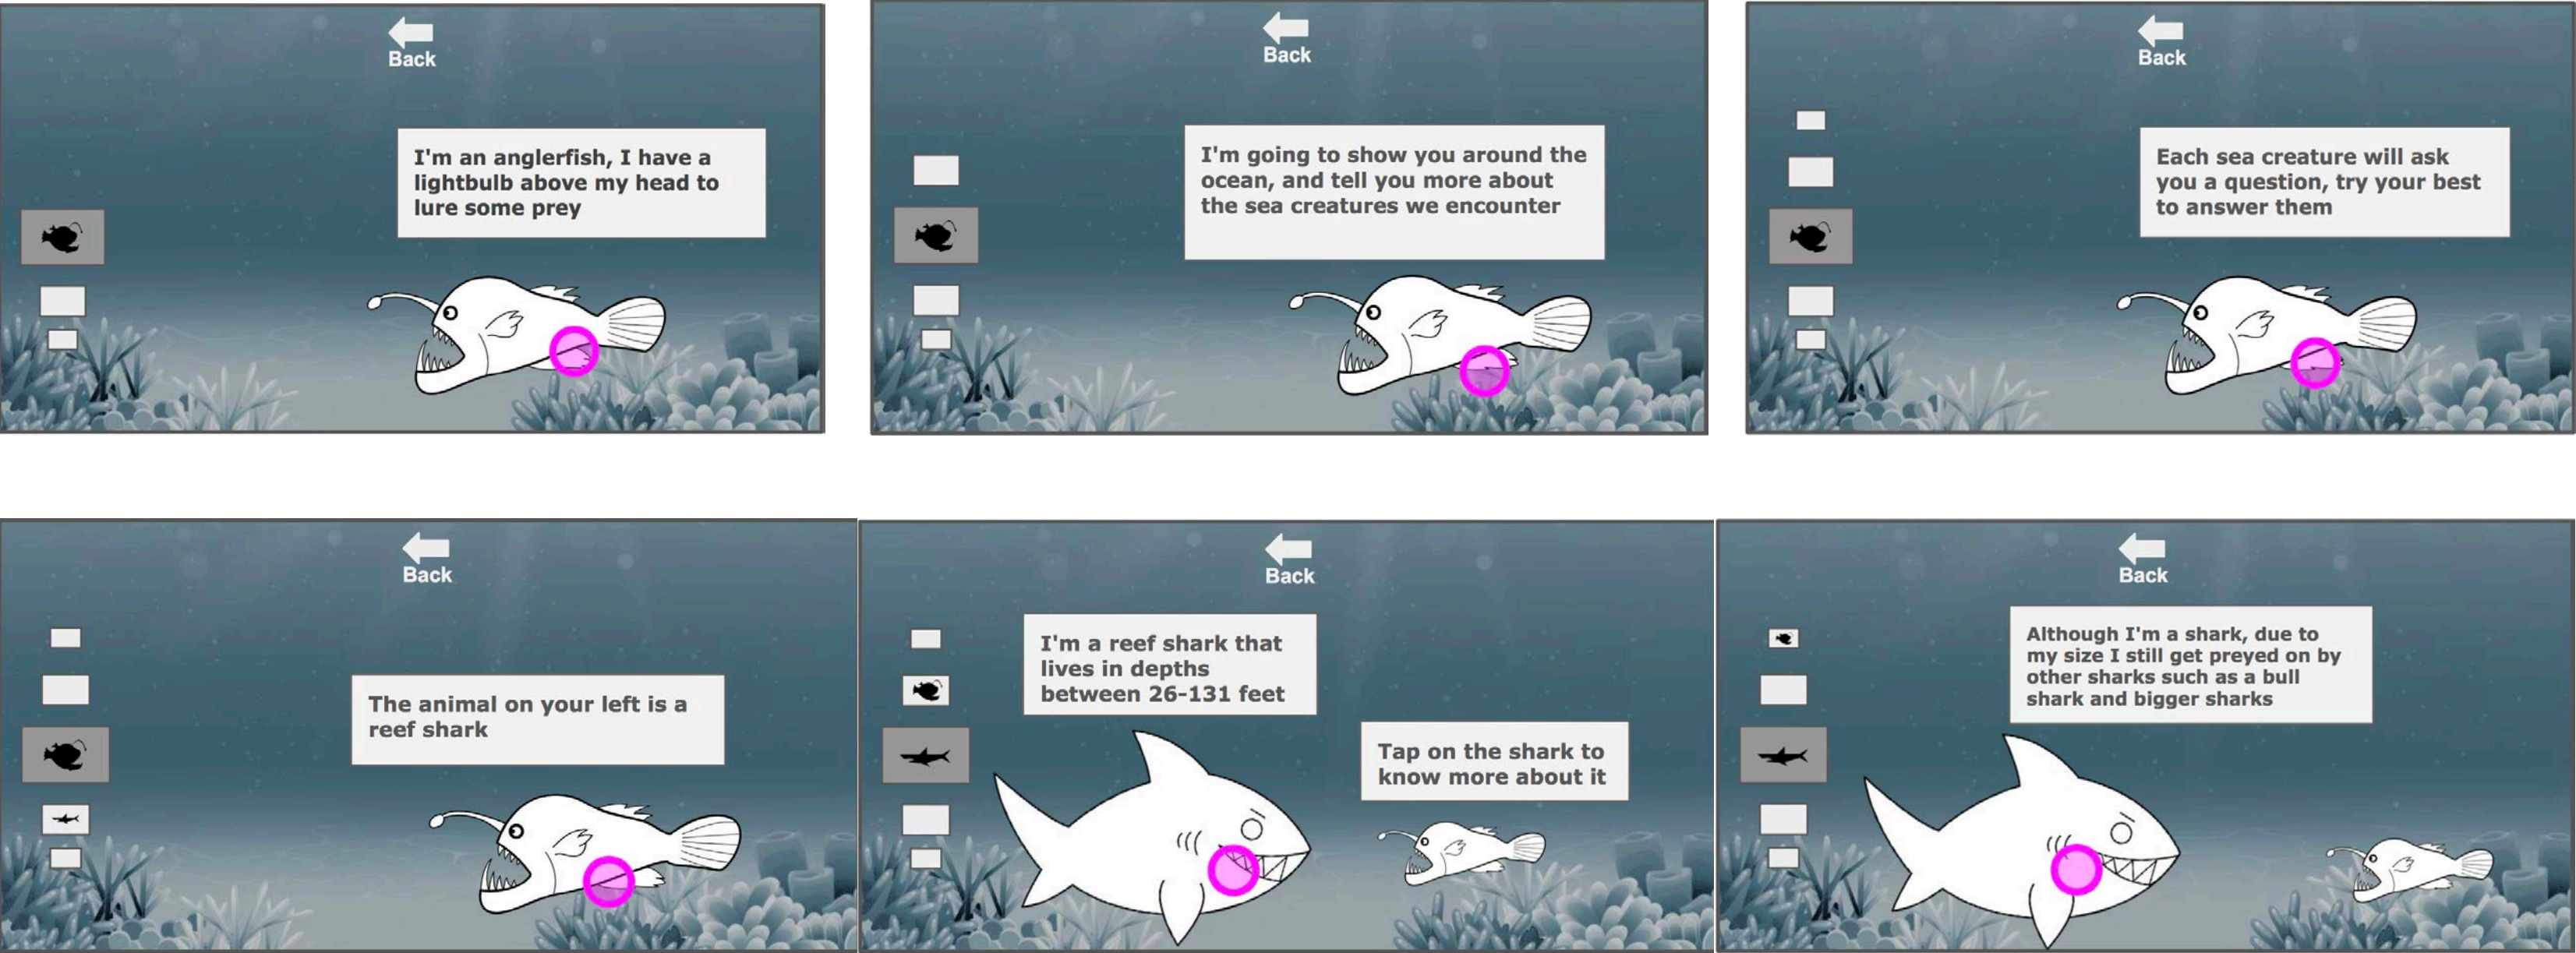 Back
I'm an anglerfish, I have a
lightbulb above my head to
lure some prey
Back
I'm going to show you around the
ocean, and tell you more about
the sea creatures we encounter
Back
Each sea creature will ask
you a question, try your best
to answer them
Back
The animal on your left is a
reef shark
Back
I'm a reef shark that
lives in depths
between 26-131 feet
Tap on the shark to
know more about it
Back
Although I'm a shark, due to
my size I still get preyed on by
other sharks such as a bull
shark and bigger sharks